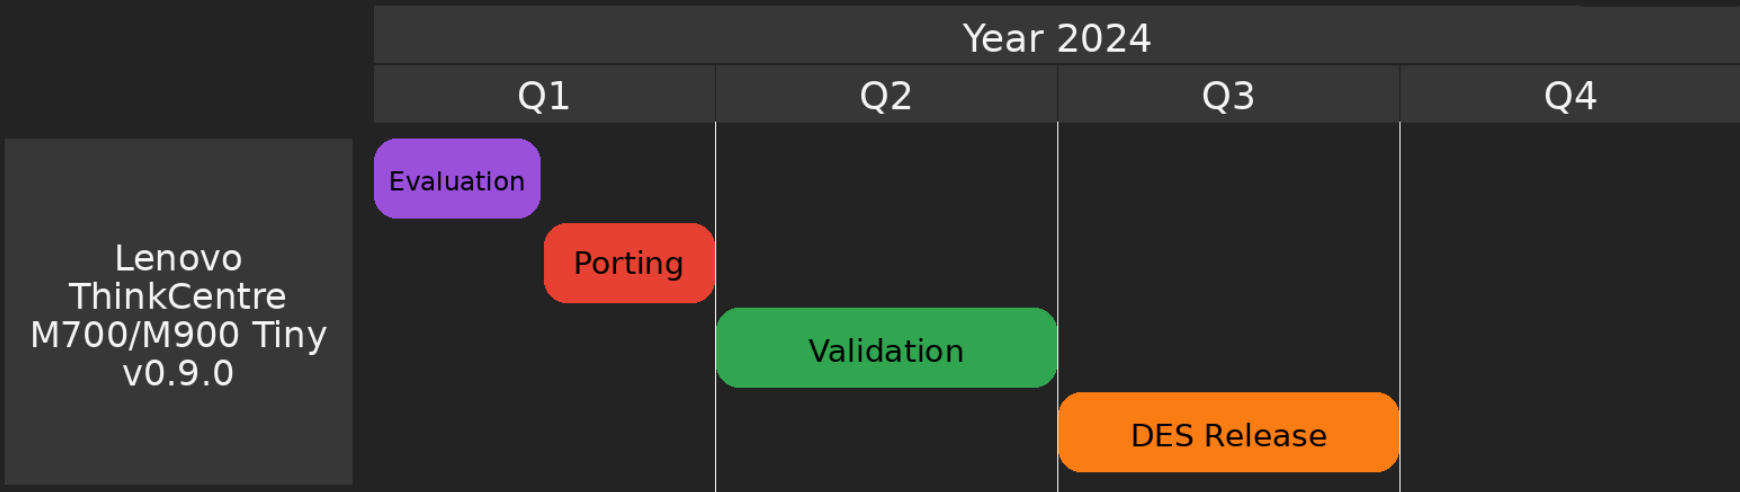 Year 2024
Q1 Q2 Q3 Q4
Evaluation
Porting
Lenovo
ThinkCentre
M700/M900 Tiny
v0.9.0
Validation
DES Release